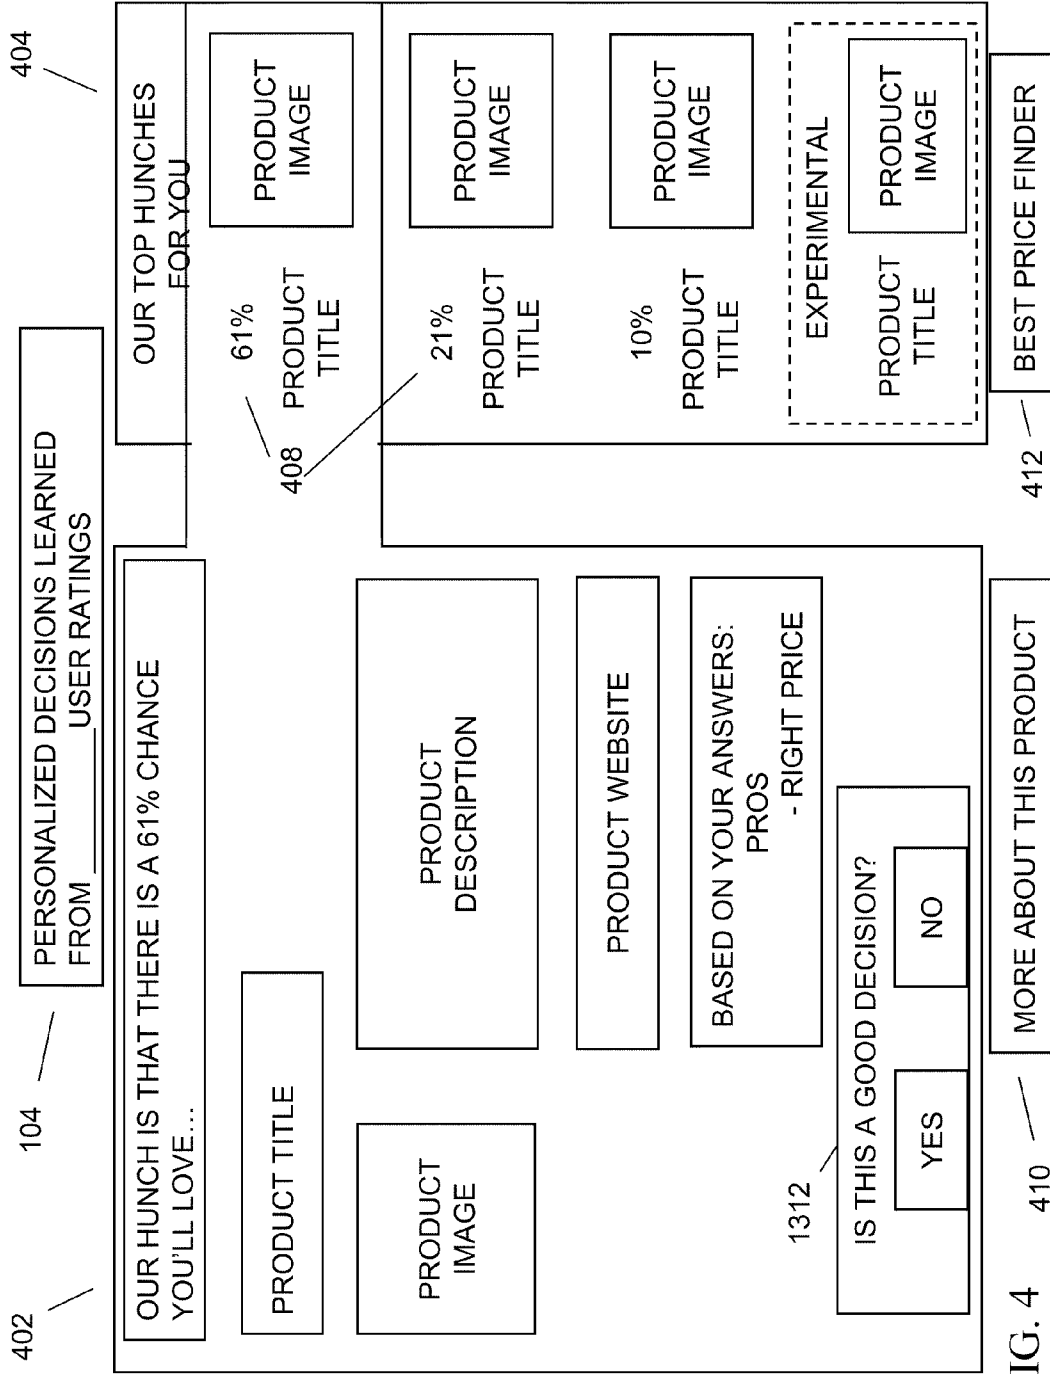 402
104
404
PERSONALIZED DECISIONS LEARNED
FROM ________ USER RATINGS
OUR HUNCH IS THAT THERE IS A 61% CHANCE
YOU'LL LOVE...
PRODUCT TITLE
PRODUCT
IMAGE
PRODUCT
DESCRIPTION
PRODUCT WEBSITE
BASED ON YOUR ANSWERS:
PROS
- RIGHT PRICE
1312
IS THIS A GOOD DECISION?
YES
NO
OUR TOP HUNCHES
FOR YOU
408
61%
PRODUCT
TITLE
PRODUCT
IMAGE
21%
PRODUCT
TITLE
PRODUCT
IMAGE
10%
PRODUCT
TITLE
PRODUCT
IMAGE
EXPERIMENTAL
PRODUCT
TITLE
PRODUCT
IMAGE
410
MORE ABOUT THIS PRODUCT
412
BEST PRICE FINDER
IG. 4